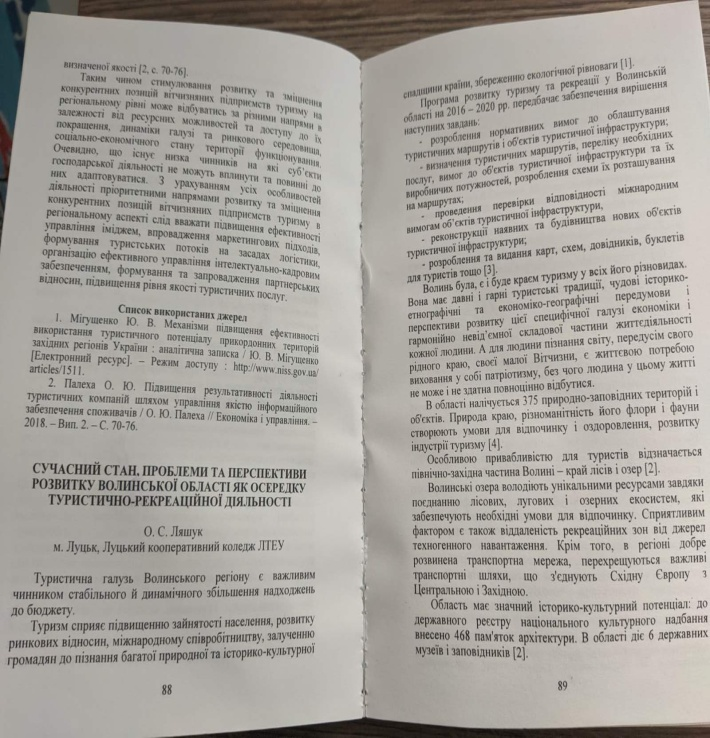 визначеної якості [2, с. 70-76].
Таким чином стимулювання розвитку та зміцнення
конкурентних позицій вітчизняних підприємств туризму на
регіональному рівні може відбуватись за різними напрями в
залежності від ресурсних можливостей та доступу до їх
покращення, динаміки галузі та ринкового середовища,
соціально-економічного стану території функціонування.
Очевидно, що існує низка чинників на які суб’єкти
господарської діяльності не можуть вплинути та повинні до
них адаптовуватися. З урахуванням усіх особливостей
діяльності пріоритетними напрямами розвитку та зміцнення
конкурентних позицій вітчизняних підприємств туризму в
регіональному аспекті слід вважати підвищення ефективності
управління іміджем, впровадження маркетингових підходів,
формування туристських потоків на засадах логістики,
організацію ефективного управління інтелектуально-кадровим
забезпеченням, формування та запровадження партнерських
відносин, підвищення рівня якості туристичних послуг.
Список використаних джерел
1. Мігущенко Ю. В. Механізми підвищення ефективності
використання туристичного потенціалу прикордонних територій
західних регіонів України : аналітична записка / Ю. В. Мігущенко
[Електронний ресурс]. – Режим доступу : http://www.niss.gov.ua/
articles/1511.
2. Палеха О. Ю. Підвищення результативності діяльності
туристичних компаній шляхом управління якістю інформаційного
забезпечення споживачів / О. Ю. Палеха // Економіка і управління. –
2018. – Вип. 2. – С. 70-76.
СУЧАСНИЙ СТАН, ПРОБЛЕМИ ТА ПЕРСПЕКТИВИ
РОЗВИТКУ ВОЛИНСЬКОЇ ОБЛАСТІ ЯК ОСЕРЕДКУ
ТУРИСТИЧНО-РЕКРЕАЦІЙНОЇ ДІЯЛЬНОСТІ
О. С. Ляшук
м. Луцьк, Луцький кооперативний коледж ЛТЕУ
Туристична галузь Волинського регіону є важливим
чинником стабільного й динамічного збільшення надходжень
до бюджету.
Туризм сприяє підвищенню зайнятості населення, розвитку
ринкових відносин, міжнародному співробітництву, залученню
громадян до пізнання багатої природної та історико-культурної
88
спадщини країни, збереженню екологічної рівноваги [1].
Програма розвитку туризму та рекреації у Волинській
області на 2016 – 2020 рр. передбачає забезпечення вирішення
наступних завдань:
- розроблення нормативних вимог до облаштування
туристичних маршрутів і об'єктів туристичної інфраструктури;
- визначення туристичних маршрутів, переліку необхідних
послуг, вимог до об'єктів туристичної інфраструктури та їх
виробничих потужностей, розроблення схеми їх розташування
на маршрутах;
- проведення перевірки відповідності міжнародним
вимогам об’єктів туристичної інфраструктури,
- реконструкції наявних та будівництва нових об'єктів
туристичної інфраструктури;
- розроблення та видання карт, схем, довідників, буклетів
для туристів тощо [3].
Волинь була, є і буде краєм туризму у всіх його різновидах.
Вона має давні і гарні туристські традиції, чудові історико-
етнографічні та економіко-географічні передумови і
перспективи розвитку цієї специфічної галузі економіки і
гармонійно невід’ємної складової частини життєдіяльності
кожної людини. А для людини пізнання світу, передусім свого
рідного краю, своєї малої Вітчизни, є життєвою потребою
виховання у собі патріотизму, без чого людина у цьому житті
не може і не здатна повноцінно відбутися.
В області налічується 375 природно-заповідних територій і
об'єктів. Природа краю, різноманітність його флори і фауни
створюють умови для відпочинку і оздоровлення, розвитку
індустрії туризму [4].
Особливою привабливістю для туристів відзначається
північно-західна частина Волині – край лісів і озер [2].
Волинські озера володіють унікальними ресурсами завдяки
поєднанню лісових, лугових і озерних екосистем, які
забезпечують необхідні умови для відпочинку. Сприятливим
фактором є також віддаленість рекреаційних зон від джерел
техногенного навантаження. Крім того, в регіоні добре
розвинена транспортна мережа, перехрещуються важливі
транспортні шляхи, що з'єднують Східну Європу з
Центральною і Західною.
Область має значний історико-культурний потенціал: до
державного реєстру національного культурного надбання
внесено 468 пам'яток архітектури. В області діє 6 державних
музеїв і заповідників [2].
89